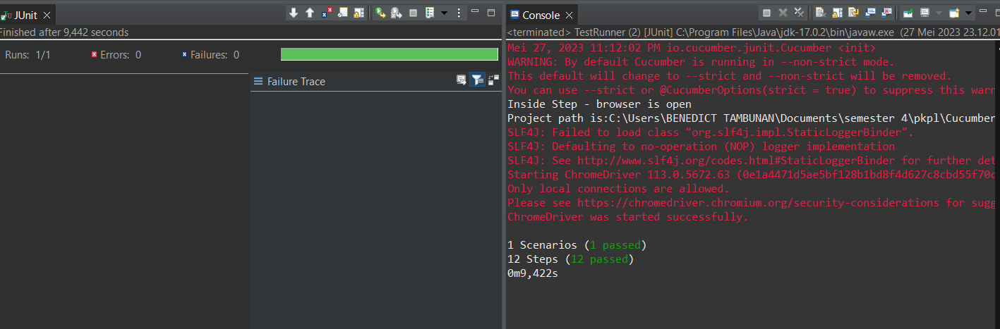 JUnit
Finished after 9,442 seconds
Runs: 1/1
Errors: 0
Failures: 0
Failure Trace
Console
<terminated> TestRunner (2) [JUnit] C:\Program Files\Java\jdk-17.0.2\bin\javaw.exe (27 Mei 2023 23.12.01
Mei 27, 2023 11:12:02 PM io.cucumber.junit.Cucumber <init>
WARNING: By default Cucumber is running in --non-strict mode.
This default will change to --strict and --non-strict will be removed.
You can use --strict or @CucumberOptions(strict = true) to suppress this warn
Inside Step - browser is open
Project path is:C:\Users\BENEDICT TAMBUNAN\Documents\semester 4\pkpl\Cucumber
SLF4J: Failed to load class "org.slf4j.impl.StaticLoggerBinder".
SLF4J: Defaulting to no-operation (NOP) logger implementation
SLF4J: See http://www.slf4j.org/codes.html#StaticLoggerBinder for further det
Starting ChromeDriver 113.0.5672.63 (0e1a4471d5ae5bf128b1bd8f4d627c8cbd55f70c
Only local connections are allowed.
Please see https://chromedriver.chromium.org/security-considerations for sugg
ChromeDriver was started successfully.
1 Scenarios (1 passed)
12 Steps (12 passed)
0m9,422s